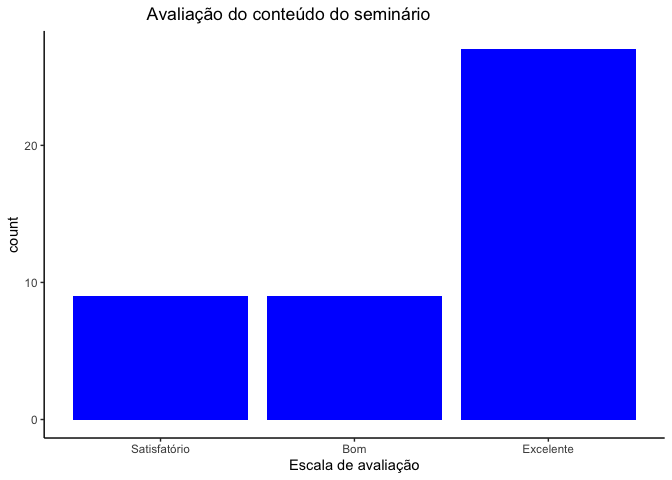 Avaliação do conteúdo do seminário
count
20
10
0
Satisfatório Bom Excelente
Escala de avaliação